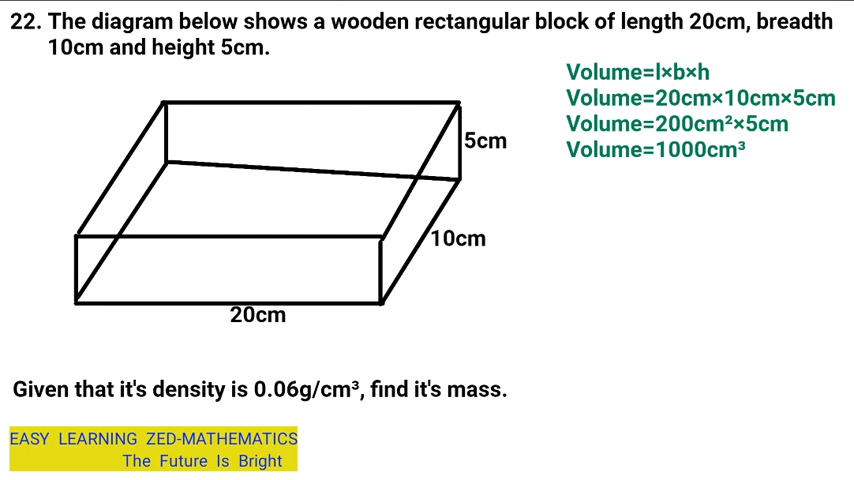 22. The diagram below shows a wooden rectangular block of length 20cm, breadth
10cm and height 5cm.
Volume=l×b×h
Volume=20cm×10cm×5cm
Volume=200cm²×5cm
Volume=1000cm³
5cm
10cm
20cm
Given that it's density is 0.06g/cm³, find it's mass.
EASY LEARNING ZED-MATHEMATICS
The Future Is Bright